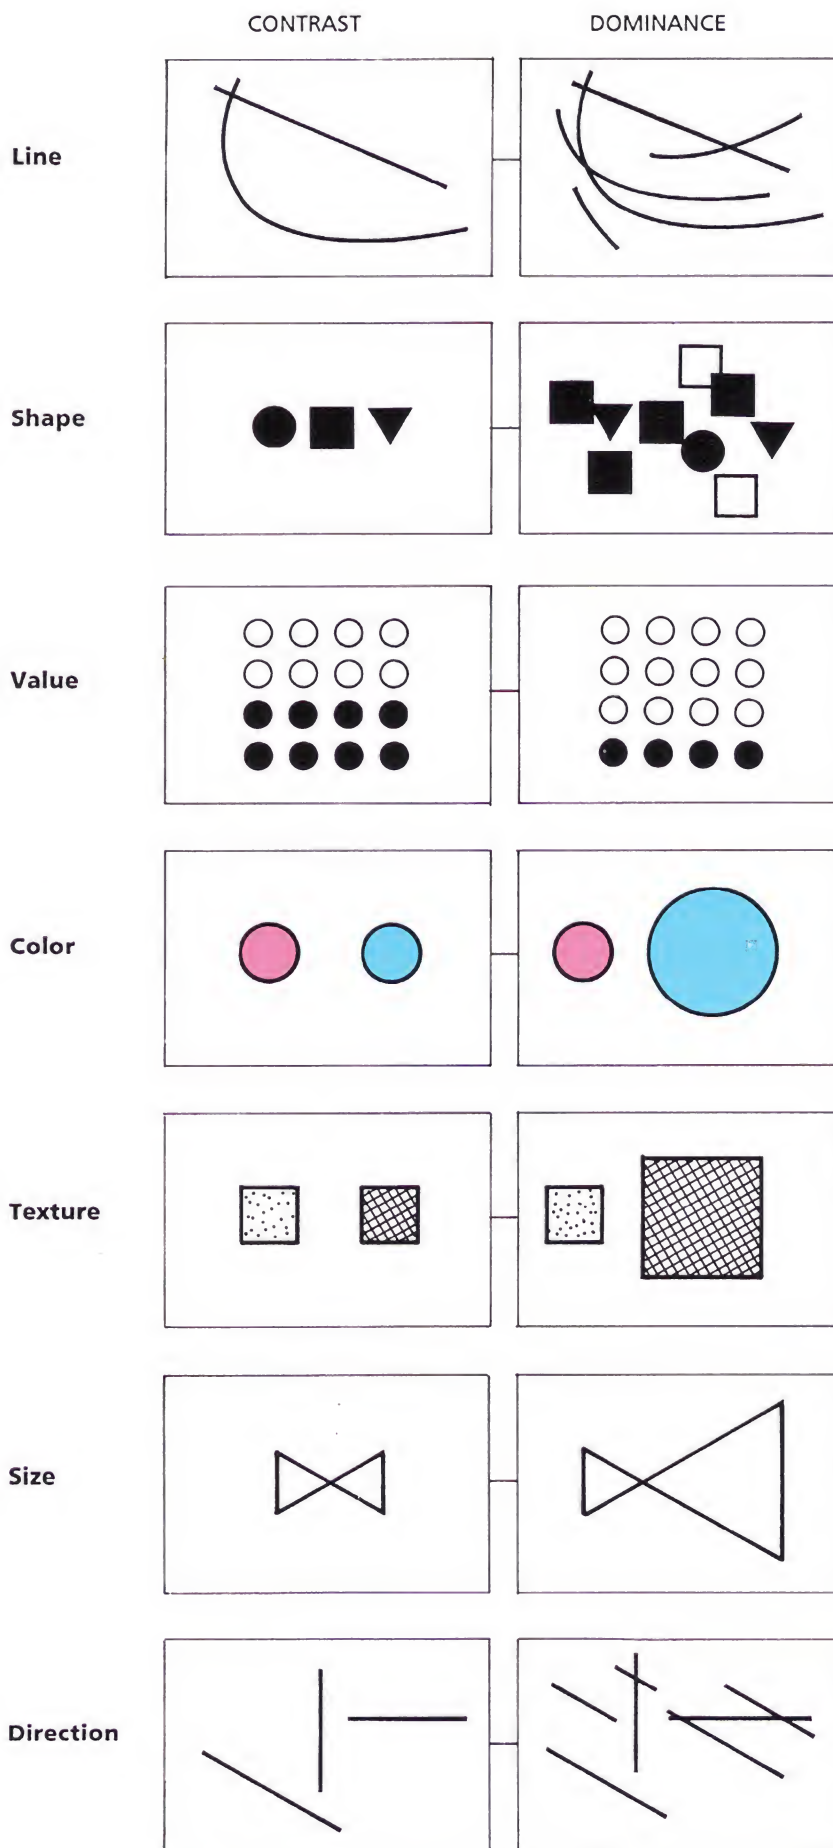 CONTRAST DOMINANCE
Line
Shape
Value
Color
Texture
Size
Direction